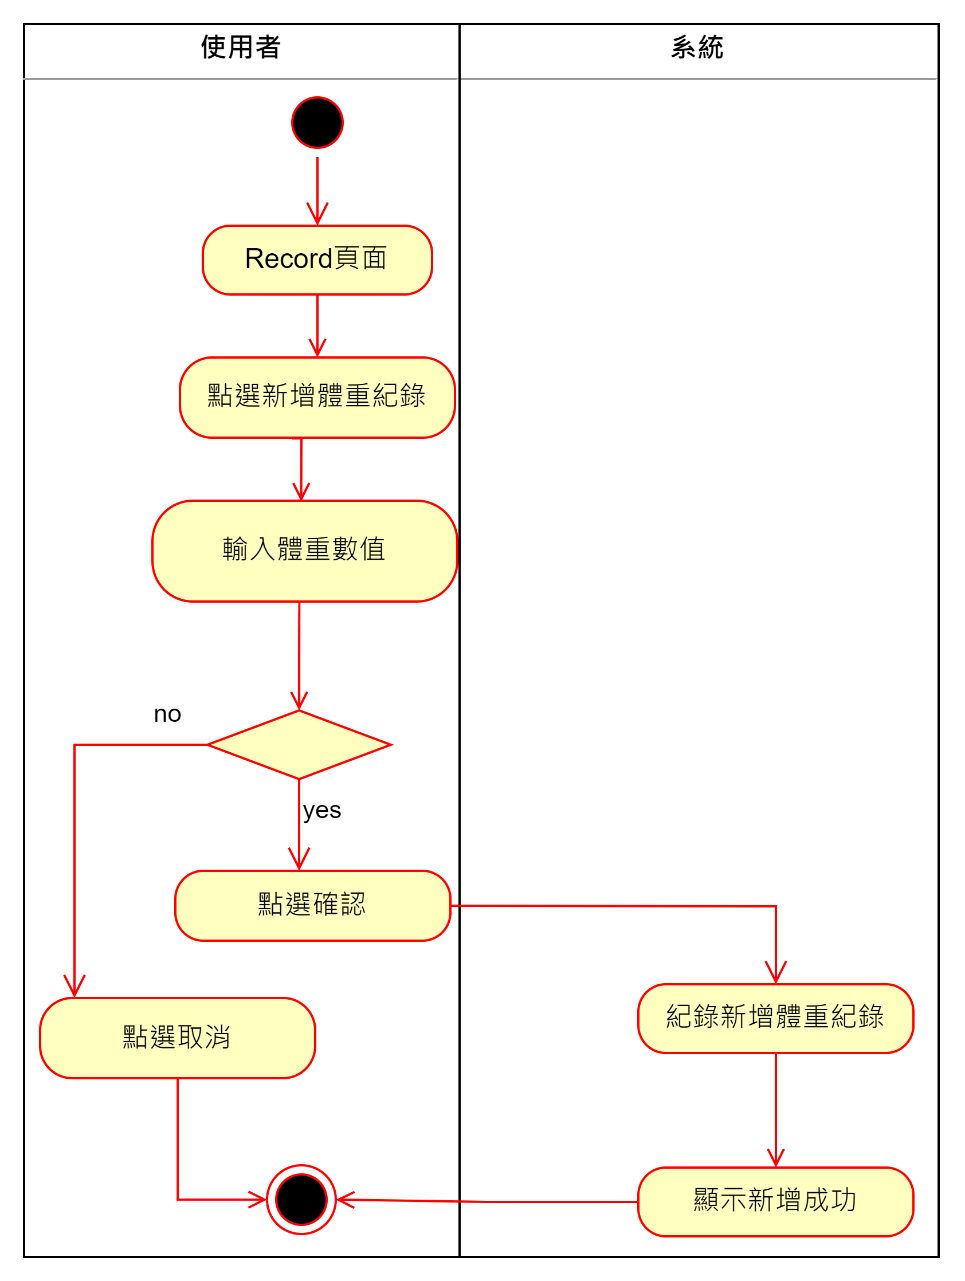 使用者
系統
Record頁面
點選新增體重紀錄
輸入體重數值
no
yes
點選確認
紀錄新增體重紀錄
點選取消
顯示新增成功